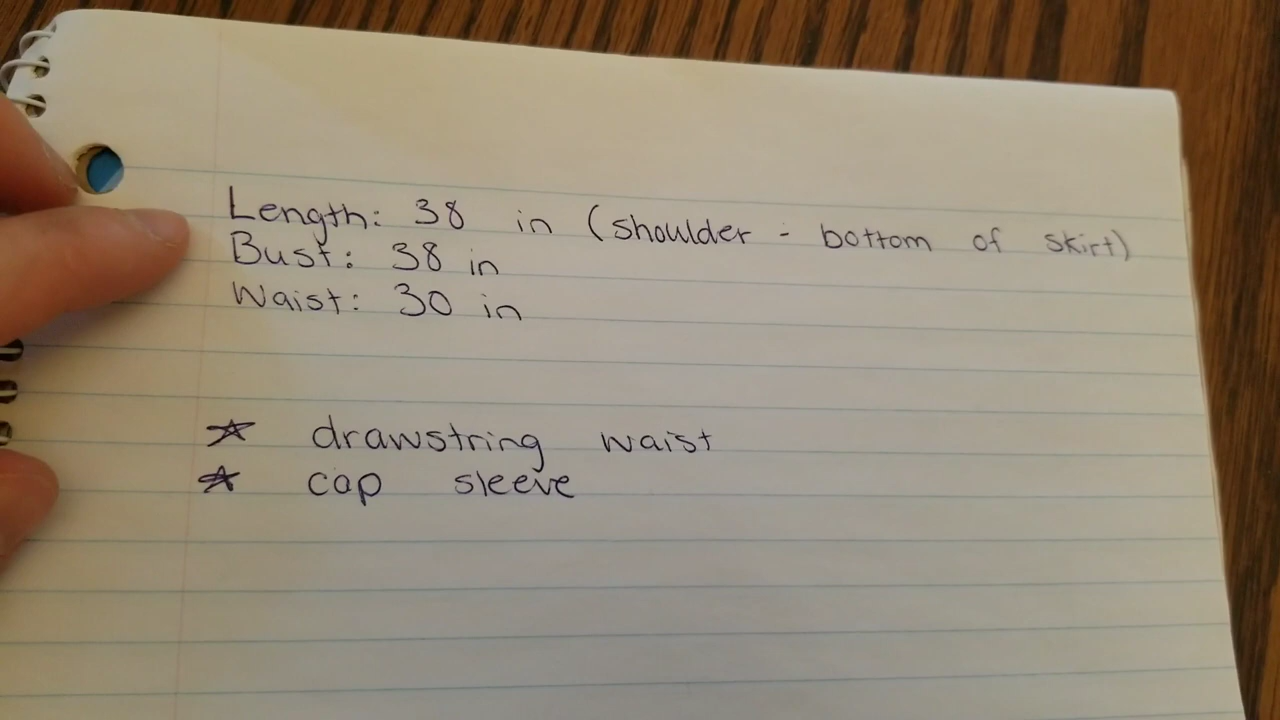 Length: 38 in (shoulder - bottom of skirt)
Bust: 38 in
Waist: 30 in
☆ drawstring waist
☆ cap sleeve